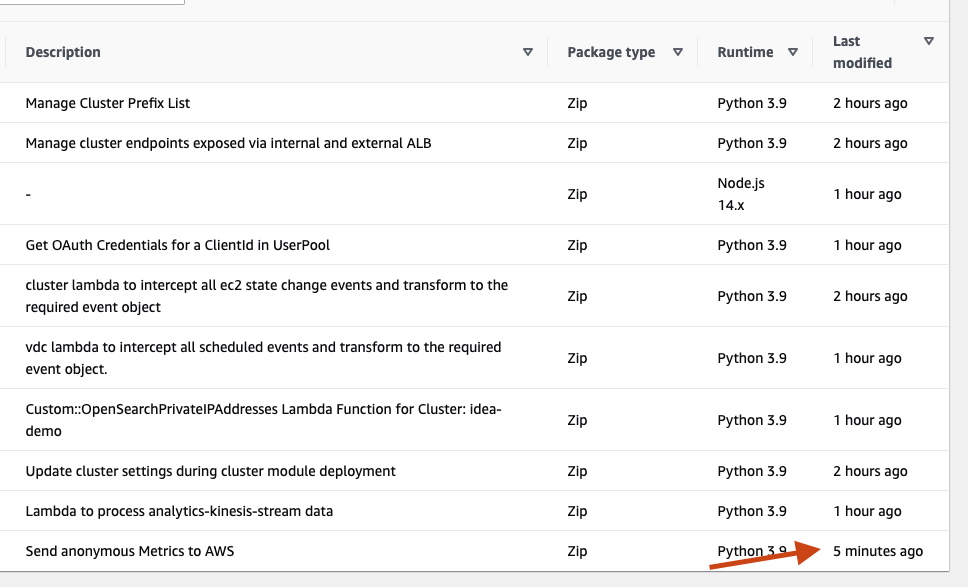 Description Package type Runtime Last modified
Manage Cluster Prefix List Zip Python 3.9 2 hours ago
Manage cluster endpoints exposed via internal and external ALB Zip Python 3.9 2 hours ago
- Zip Node.js 14.x 1 hour ago
Get OAuth Credentials for a ClientId in UserPool Zip Python 3.9 1 hour ago
cluster lambda to intercept all ec2 state change events and transform to the
required event object Zip Python 3.9 2 hours ago
vdc lambda to intercept all scheduled events and transform to the required
event object. Zip Python 3.9 1 hour ago
Custom::OpenSearchPrivateIPAddresses Lambda Function for Cluster: idea-
demo Zip Python 3.9 1 hour ago
Update cluster settings during cluster module deployment Zip Python 3.9 2 hours ago
Lambda to process analytics-kinesis-stream data Zip Python 3.9 1 hour ago
Send anonymous Metrics to AWS Zip Python 3.9 5 minutes ago